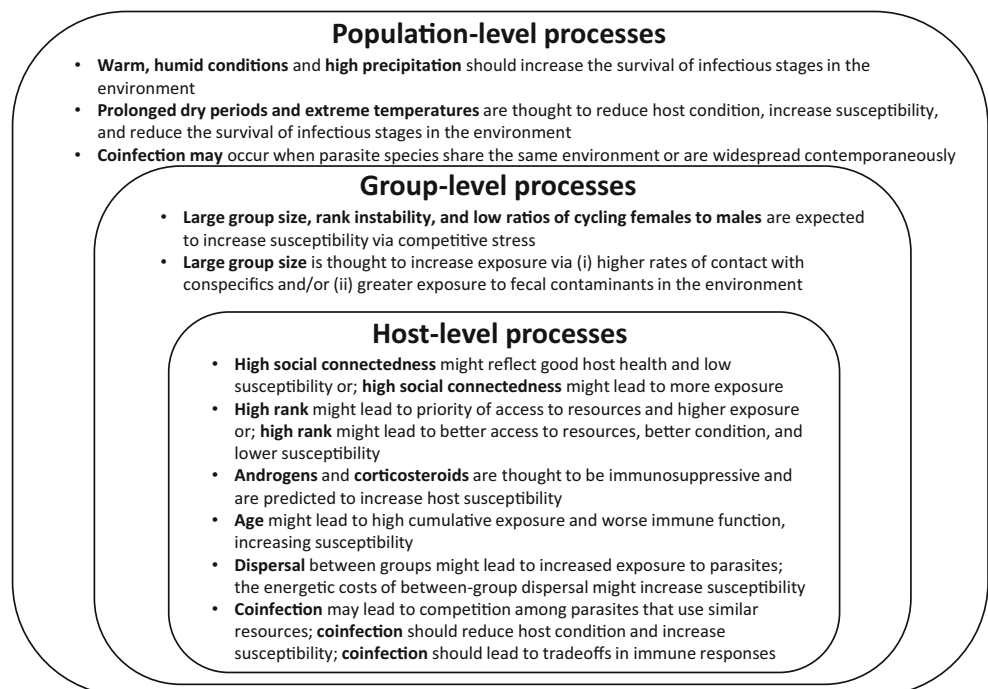 Population-level processes
• Warm, humid conditions and high precipitation should increase the survival of infectious stages in the
environment
• Prolonged dry periods and extreme temperatures are thought to reduce host condition, increase susceptibility,
and reduce the survival of infectious stages in the environment
• Coinfection may occur when parasite species share the same environment or are widespread contemporaneously
Group-level processes
• Large group size, rank instability, and low ratios of cycling females to males are expected
to increase susceptibility via competitive stress
• Large group size is thought to increase exposure via (i) higher rates of contact with
conspecifics and/or (ii) greater exposure to fecal contaminants in the environment
Host-level processes
• High social connectedness might reflect good host health and low
susceptibility or; high social connectedness might lead to more exposure
• High rank might lead to priority of access to resources and higher exposure
or; high rank might lead to better access to resources, better condition, and
lower susceptibility
• Androgens and corticosteroids are thought to be immunosuppressive and
are predicted to increase host susceptibility
• Age might lead to high cumulative exposure and worse immune function,
increasing susceptibility
• Dispersal between groups might lead to increased exposure to parasites;
the energetic costs of between-group dispersal might increase susceptibility
• Coinfection may lead to competition among parasites that use similar
resources; coinfection should reduce host condition and increase
susceptibility; coinfection should lead to tradeoffs in immune responses